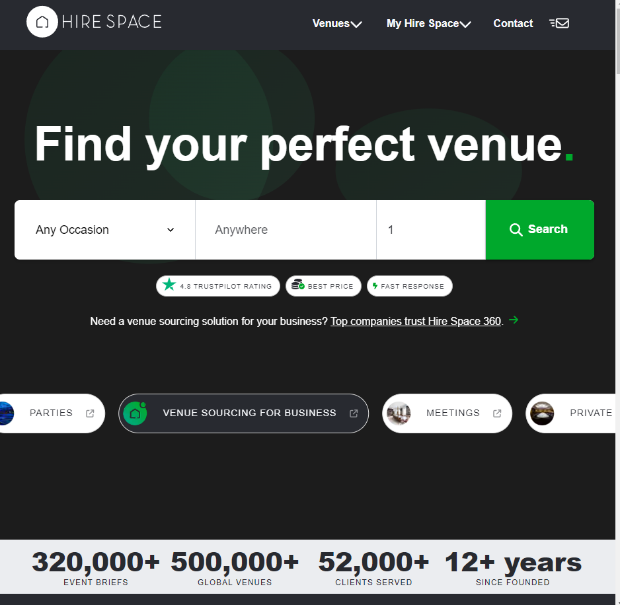 HIRE SPACE
Venues My Hire Space Contact
Find your perfect venue.
Any Occasion Anywhere 1 Search
4.8 TRUSTPILOT RATING BEST PRICE FAST RESPONSE
Need a venue sourcing solution for your business? Top companies trust Hire Space 360.
PARTIES VENUE SOURCING FOR BUSINESS MEETINGS PRIVATE
320,000+ 500,000+ 52,000+ 12+ years
EVENT BRIEFS GLOBAL VENUES CLIENTS SERVED SINCE FOUNDED